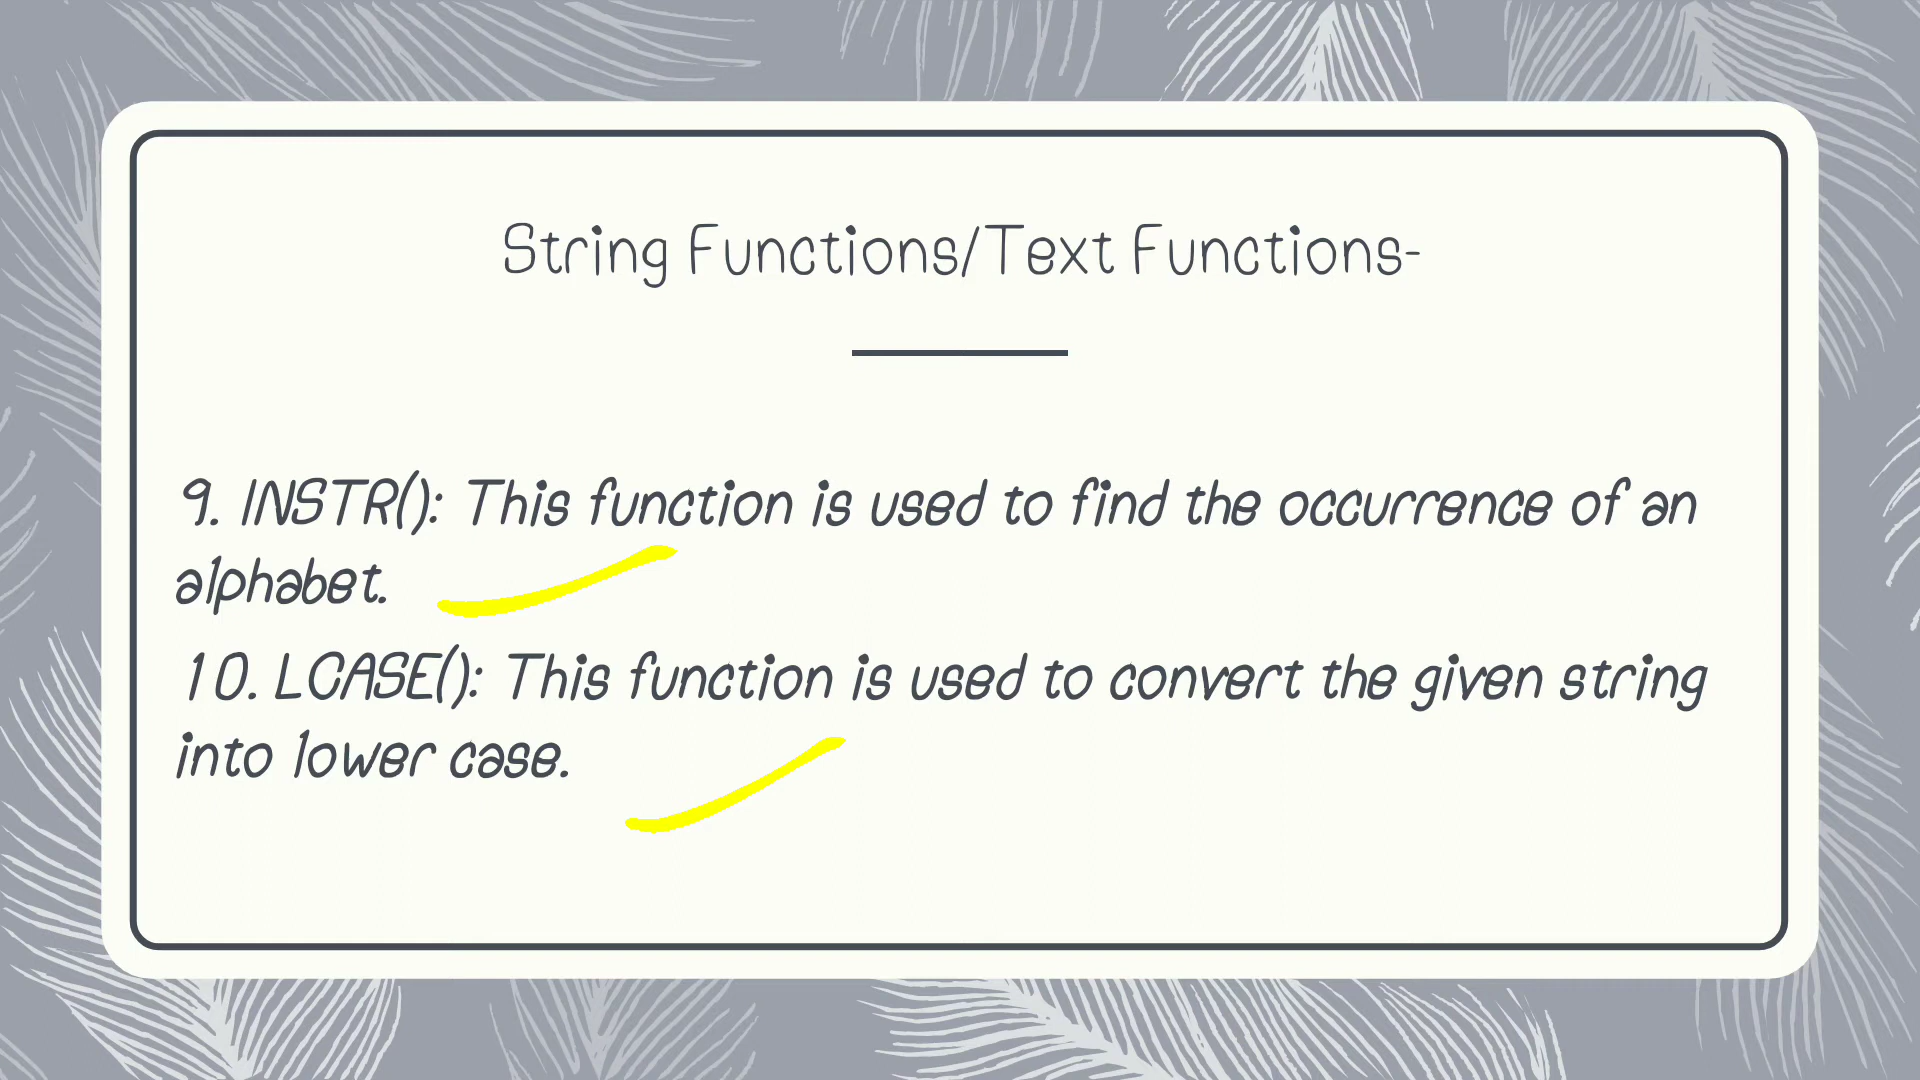 String Functions/Text Functions-
9. INSTR(): This function is used to find the occurrence of an
alphabet.
10. LCASE(): This function is used to convert the given string
into lower case.